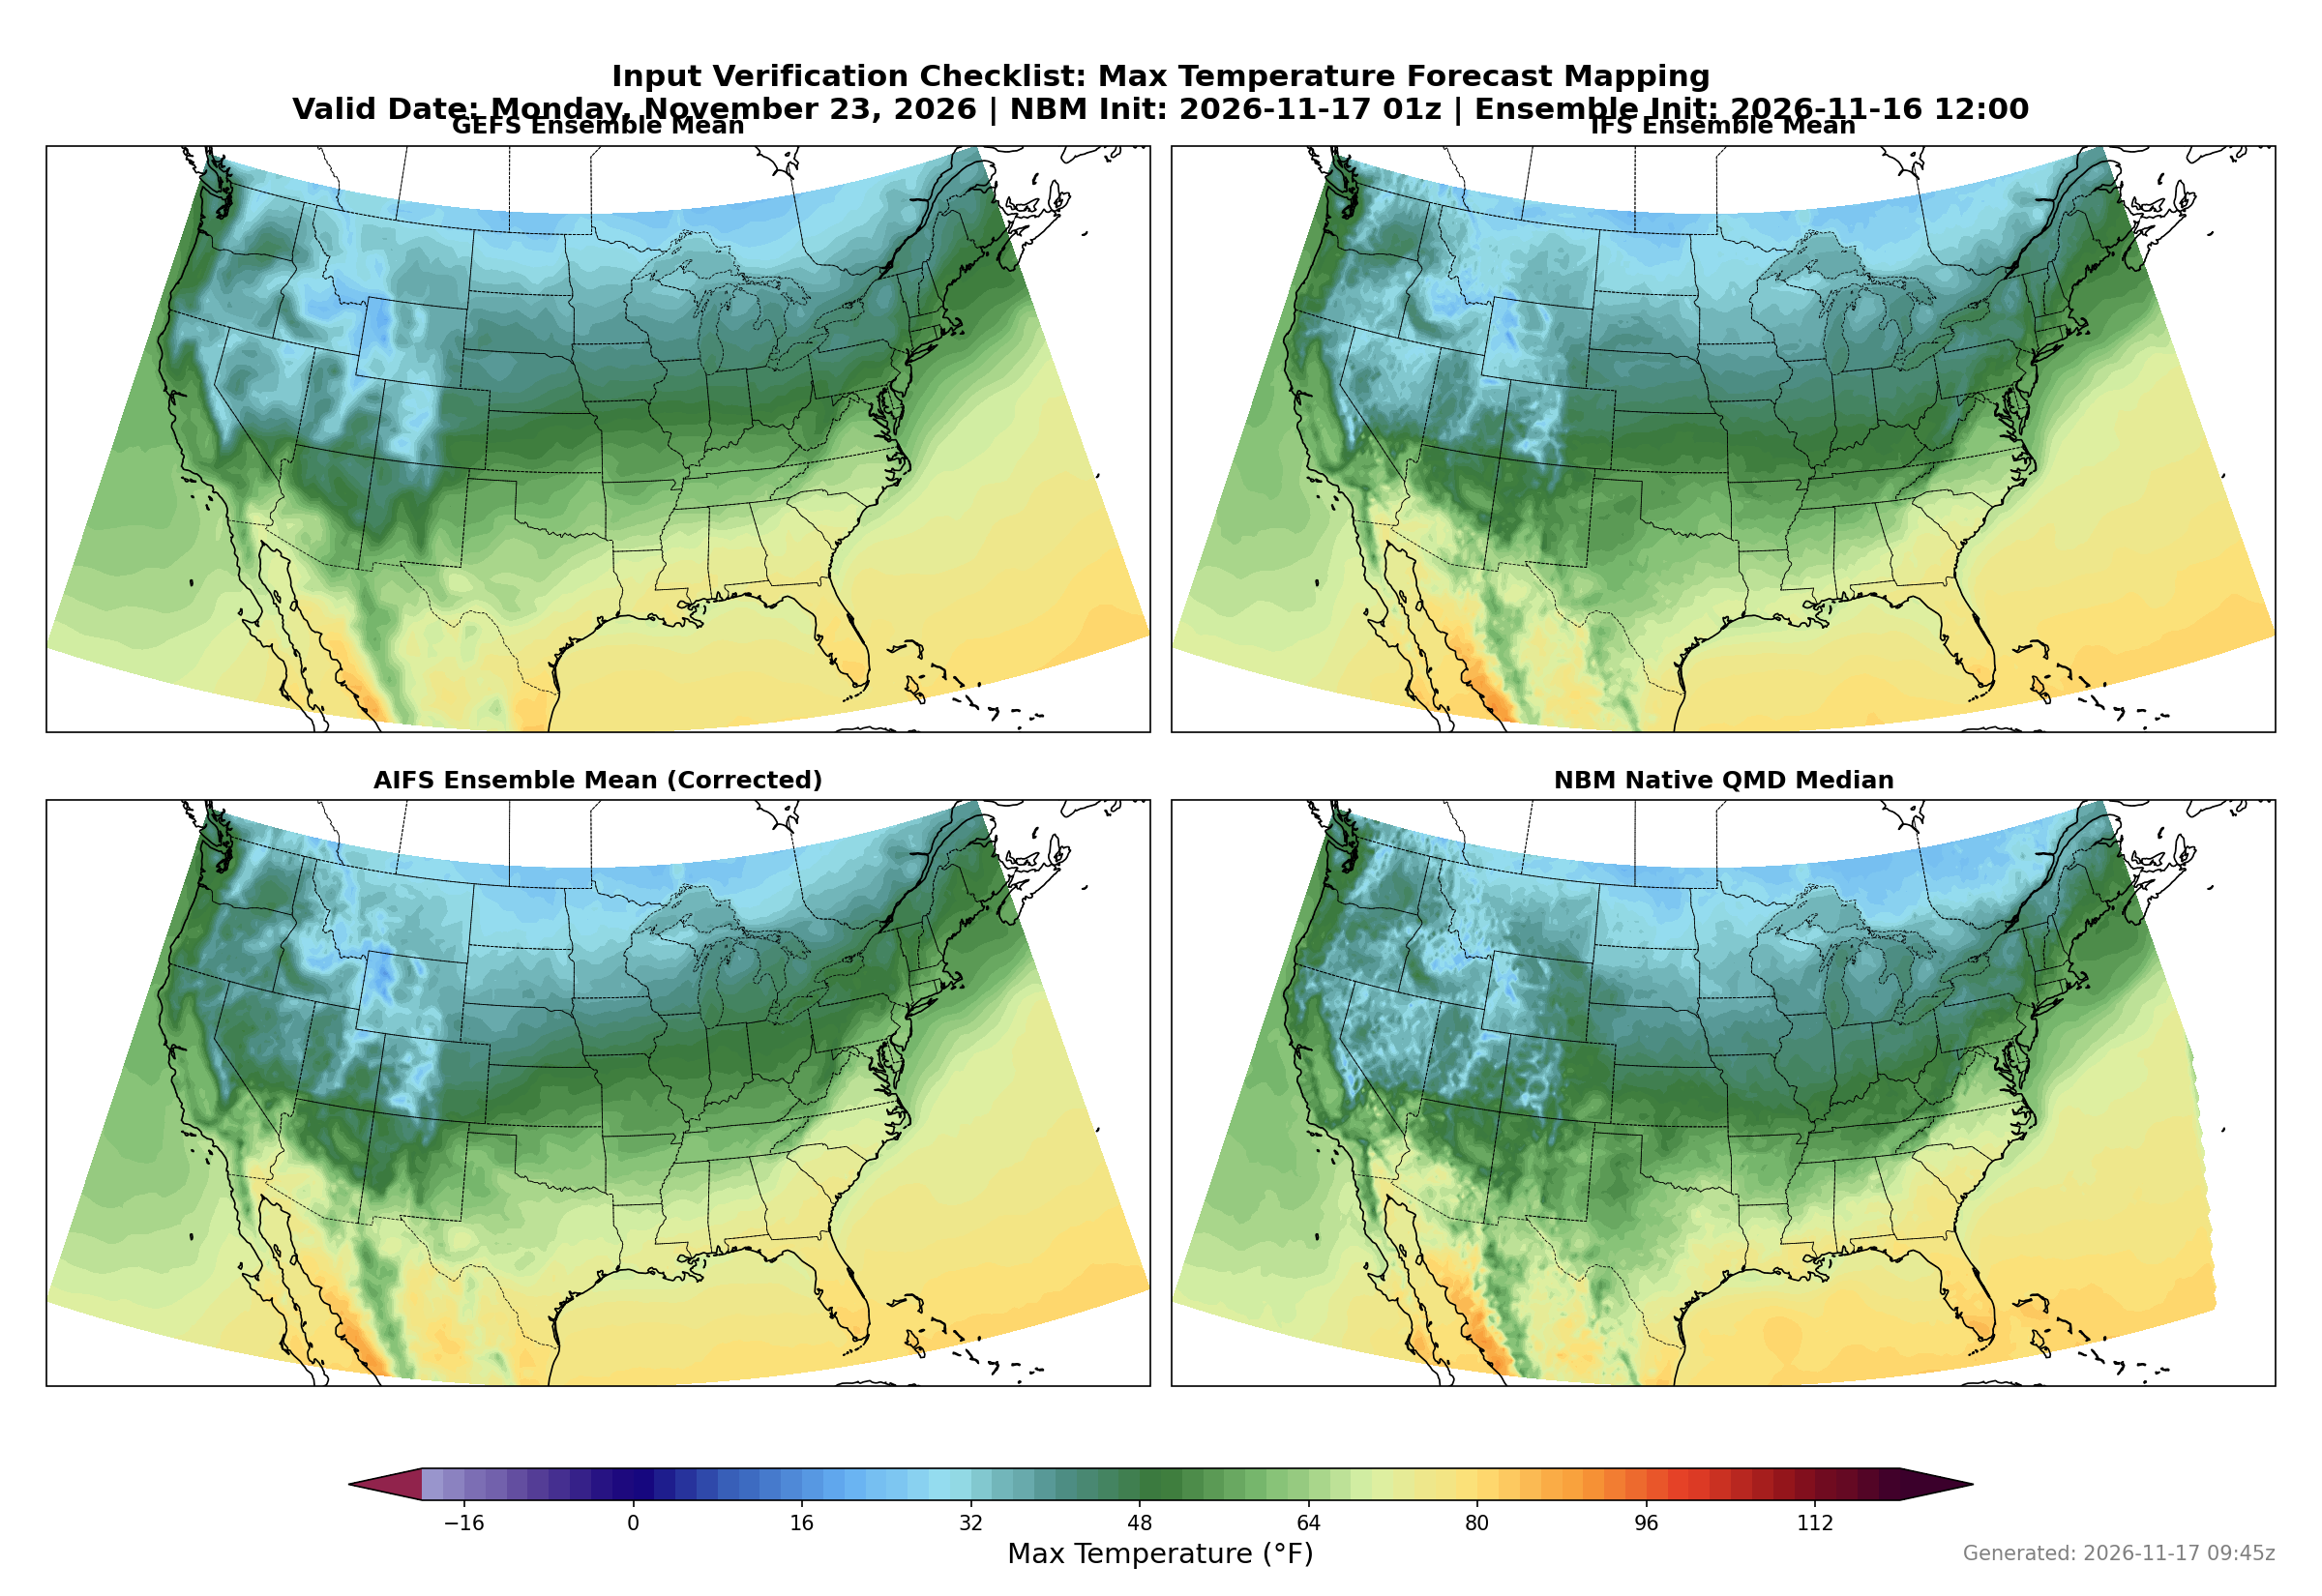 Input Verification Checklist: Max Temperature Forecast Mapping
Valid Date: Monday, November 23, 2026 | NBM Init: 2026-11-17 01z | Ensemble Init: 2026-11-16 12:00
GEFS Ensemble Mean
IFS Ensemble Mean
AIFS Ensemble Mean (Corrected)
NBM Native QMD Median
−16 0 16 32 48 64 80 96 112
Max Temperature (°F)
Generated: 2026-11-17 09:45z